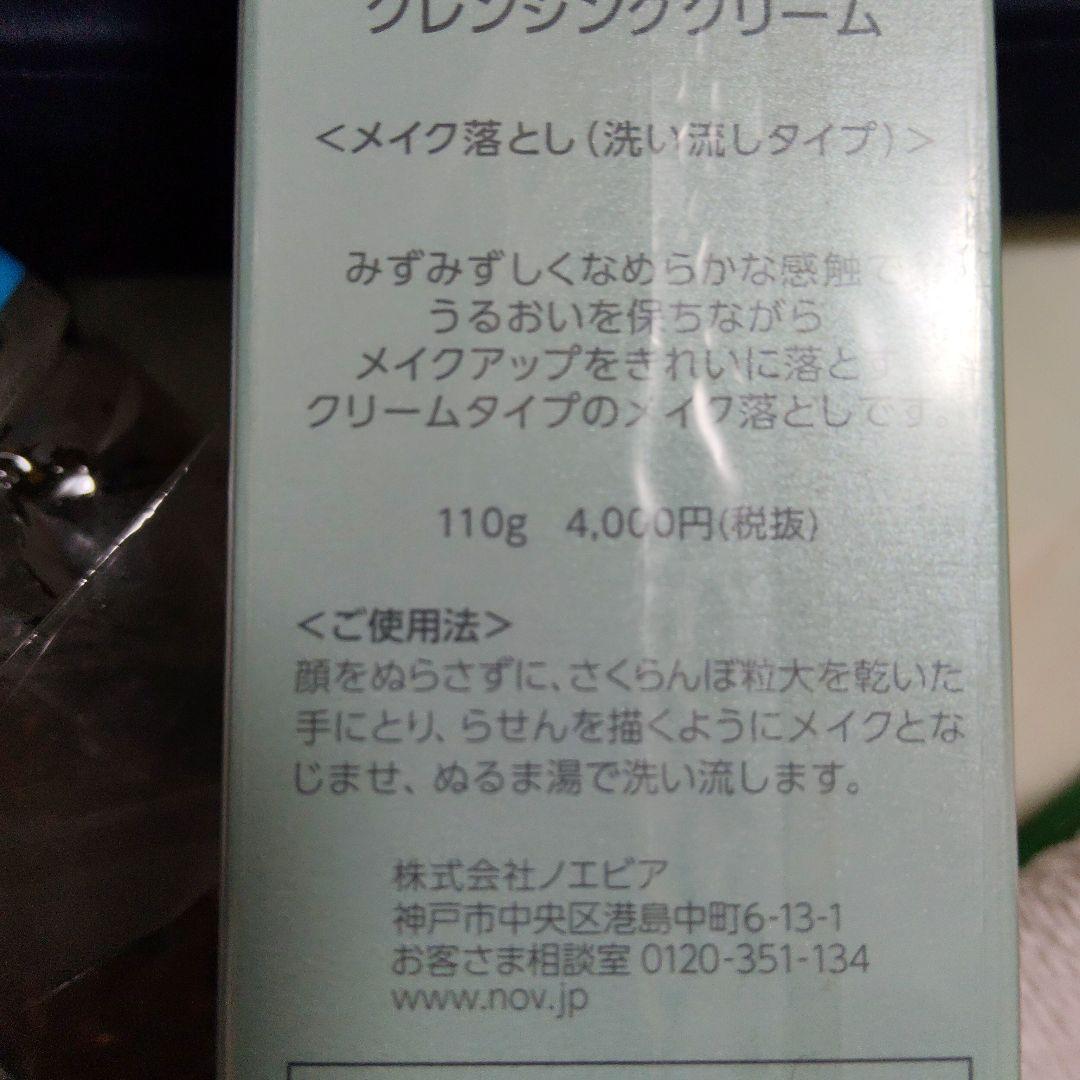 クレンジングクリーム
＜メイク落とし（洗い流しタイプ）＞
みずみずしくなめらかな感触で
うるおいを保ちながら
メイクアップをきれいに落とす
クリームタイプのメイク落としです。
110g 4,000円(税抜)
＜ご使用法＞
顔をぬらさずに、さくらんぼ粒大を乾いた
手にとり、らせんを描くようにメイクとな
じませ、ぬるま湯で洗い流します。
株式会社ノエビア
神戸市中央区港島中町6-13-1
お客さま相談室 0120-351-134
www.nov.jp